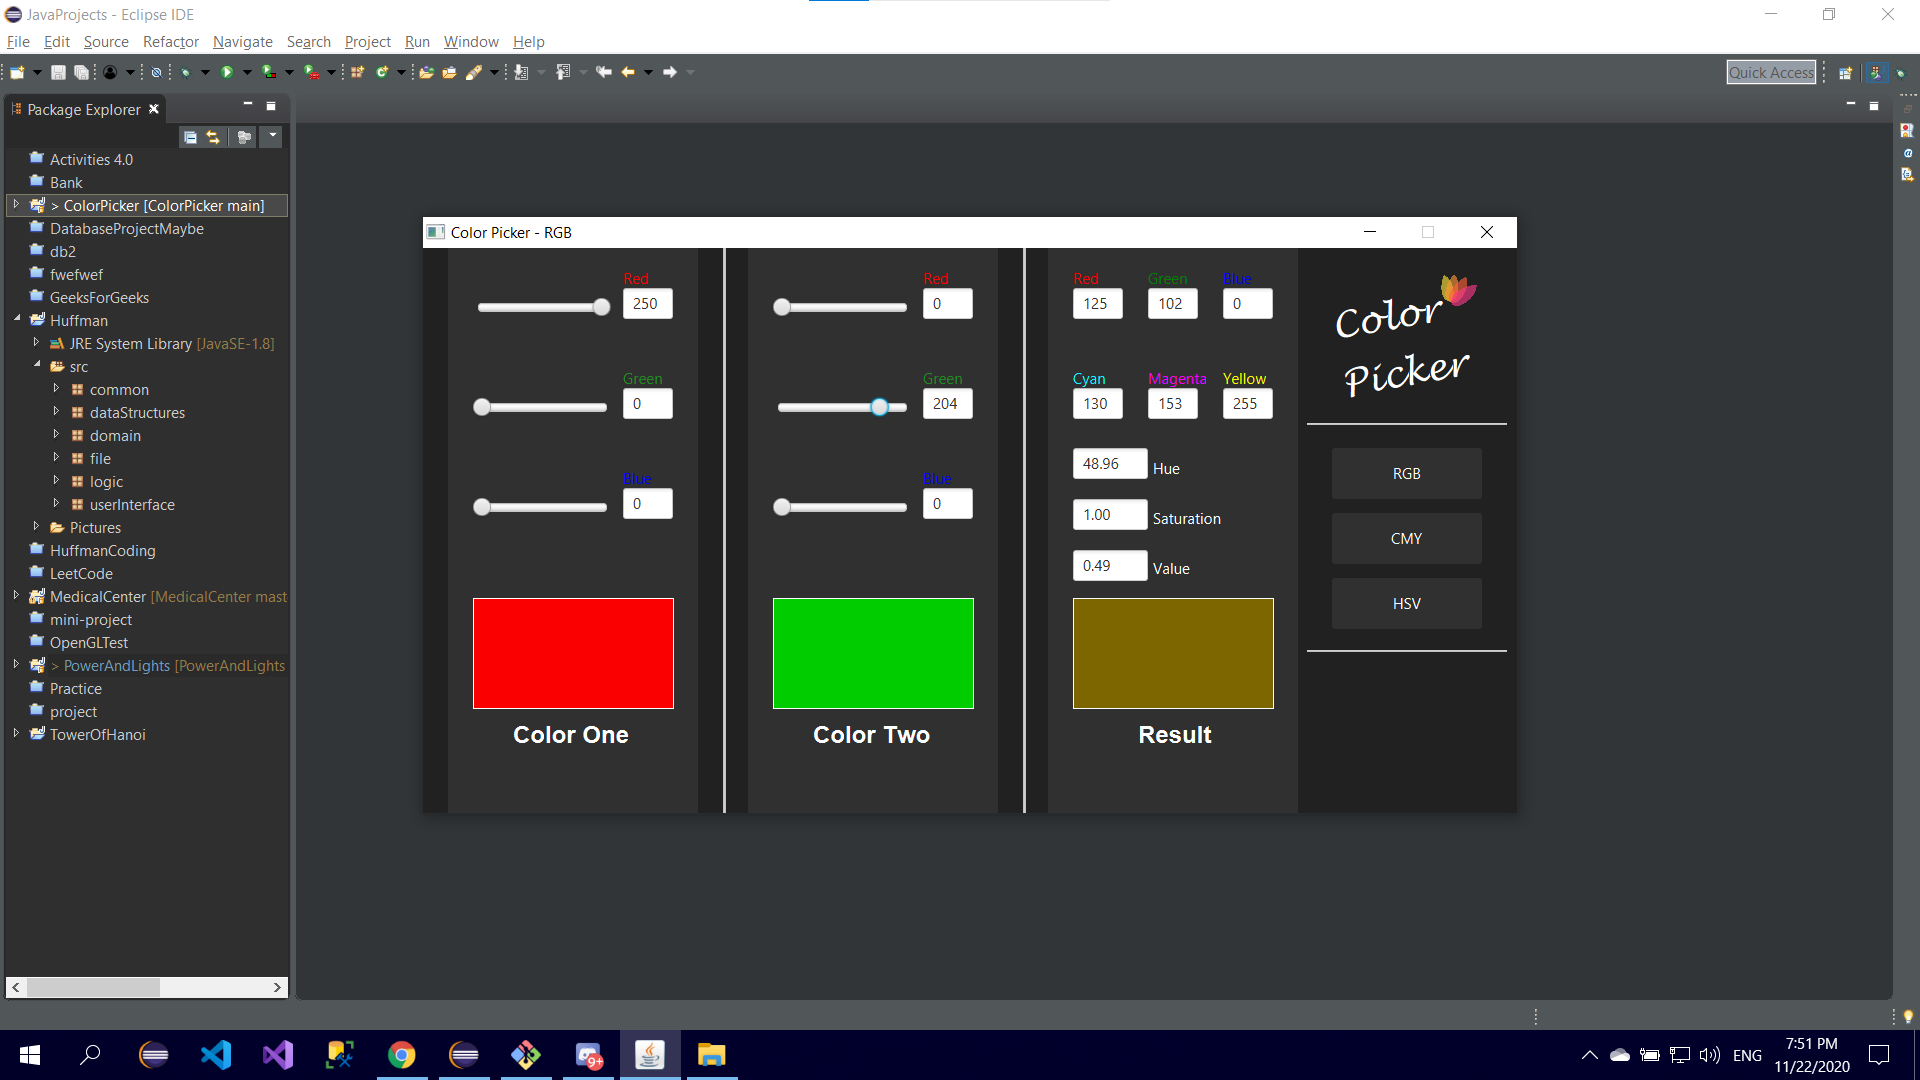 JavaProjects - Eclipse IDE
File Edit Source Refactor Navigate Search Project Run Window Help
Quick Access
Package Explorer
Activities 4.0
Bank
> ColorPicker [ColorPicker main]
DatabaseProjectMaybe
db2
fwefwef
GeeksForGeeks
Huffman
JRE System Library [JavaSE-1.8]
src
common
dataStructures
domain
file
logic
userInterface
Pictures
HuffmanCoding
LeetCode
MedicalCenter [MedicalCenter mast
mini-project
OpenGLTest
> PowerAndLights [PowerAndLights
Practice
project
TowerOfHanoi
Color Picker - RGB
Red
250
Green
0
Blue
0
Color One
Red
0
Green
204
Blue
0
Color Two
Red Green Blue
125 102 0
Cyan Magenta Yellow
130 153 255
48.96 Hue
1.00 Saturation
0.49 Value
Result
Color
Picker
RGB
CMY
HSV
9+
ENG
7:51 PM
11/22/2020